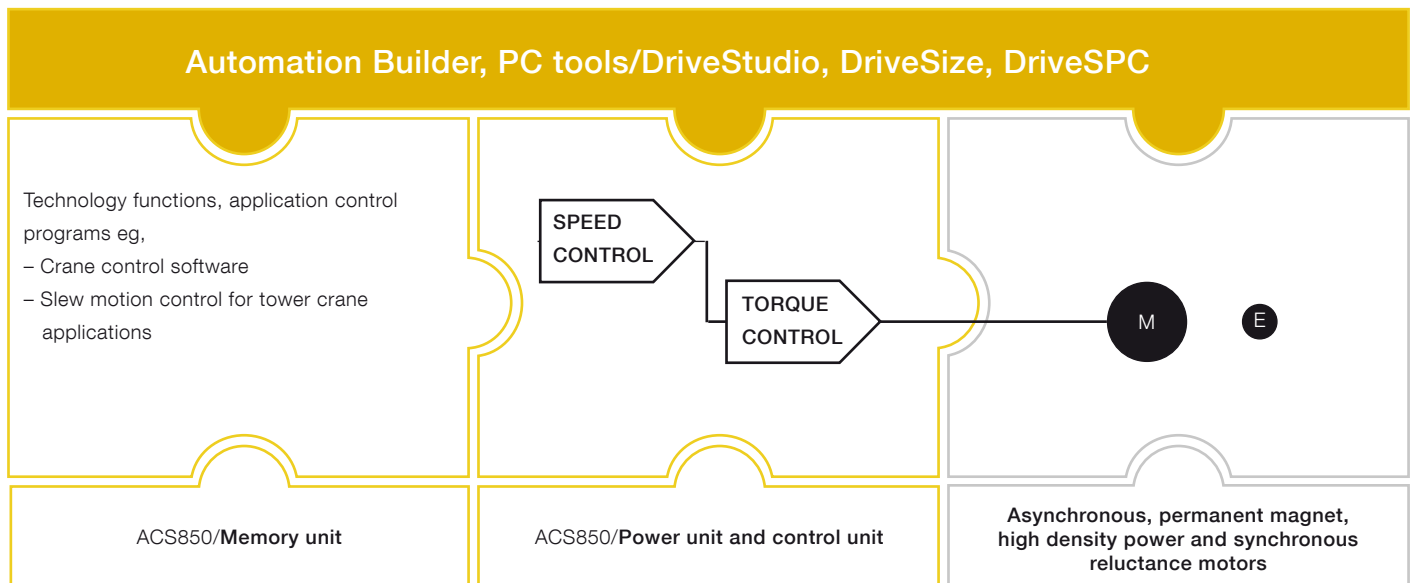 Automation Builder, PC tools/DriveStudio, DriveSize, DriveSPC
Technology functions, application control
programs eg,
– Crane control software
– Slew motion control for tower crane
applications
SPEED
CONTROL
TORQUE
CONTROL
M
E
ACS850/Memory unit
ACS850/Power unit and control unit
Asynchronous, permanent magnet,
high density power and synchronous
reluctance motors